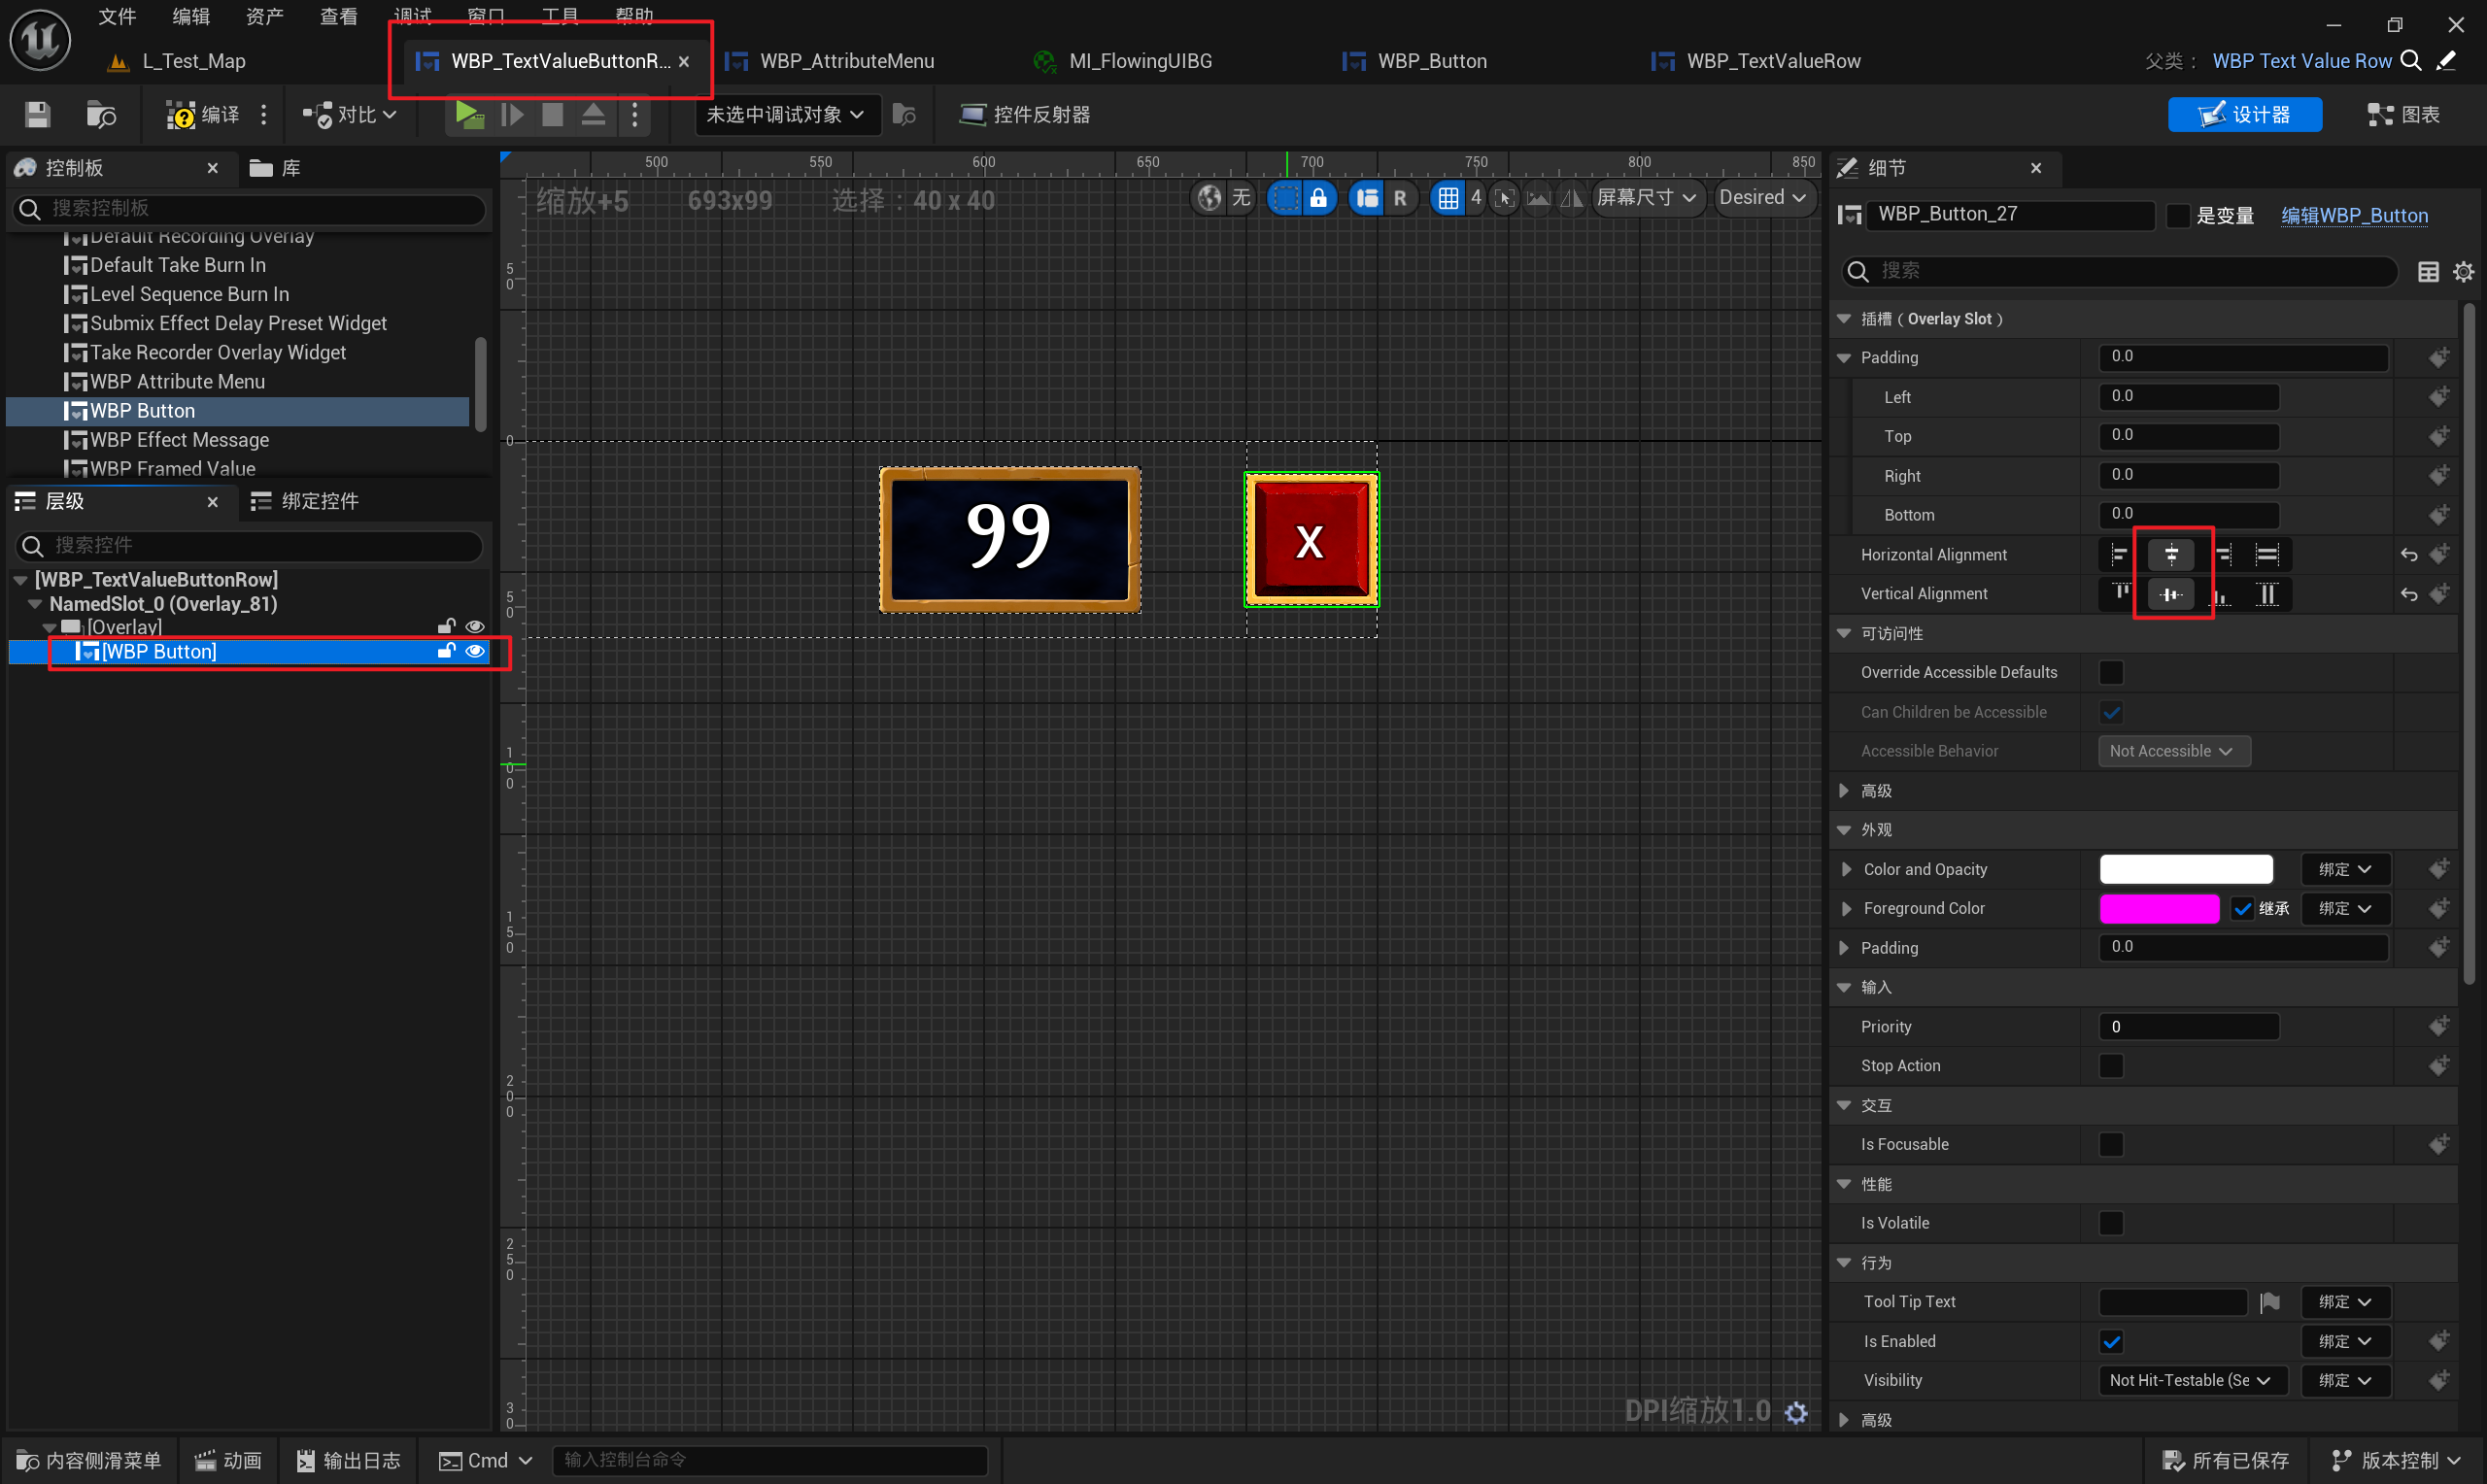 文件 编辑 资产 查看 调试 窗口 工具 帮助
L_Test_Map
WBP_TextValueButtonR...
WBP_AttributeMenu
MI_FlowingUIBG
WBP_Button
WBP_TextValueRow
父类： WBP Text Value Row
编译
对比
未选中调试对象
控件反射器
设计器
图表
控制板
库
搜索控制板
Default Recording Overlay
Default Take Burn In
Level Sequence Burn In
Submix Effect Delay Preset Widget
Take Recorder Overlay Widget
WBP Attribute Menu
WBP Button
WBP Effect Message
WBP Framed Value
层级
绑定控件
搜索控件
[WBP_TextValueButtonRow]
NamedSlot_0 (Overlay_81)
[Overlay]
[WBP Button]
500 550 600 650 700 750 800 850
缩放+5 693x99 选择：40 x 40
无
R
4
屏幕尺寸
Desired
50
0
50
100
150
200
250
30
99
X
DPI缩放1.0
细节
WBP_Button_27
是变量
编辑WBP_Button
搜索
插槽（Overlay Slot）
Padding 0.0
Left 0.0
Top 0.0
Right 0.0
Bottom 0.0
Horizontal Alignment
Vertical Alignment
可访问性
Override Accessible Defaults
Can Children be Accessible
Accessible Behavior Not Accessible
高级
外观
Color and Opacity 绑定
Foreground Color 继承 绑定
Padding 0.0
输入
Priority 0
Stop Action
交互
Is Focusable
性能
Is Volatile
行为
Tool Tip Text 绑定
Is Enabled 绑定
Visibility Not Hit-Testable (Se 绑定
高级
内容侧滑菜单
动画
输出日志
Cmd
输入控制台命令
所有已保存
版本控制